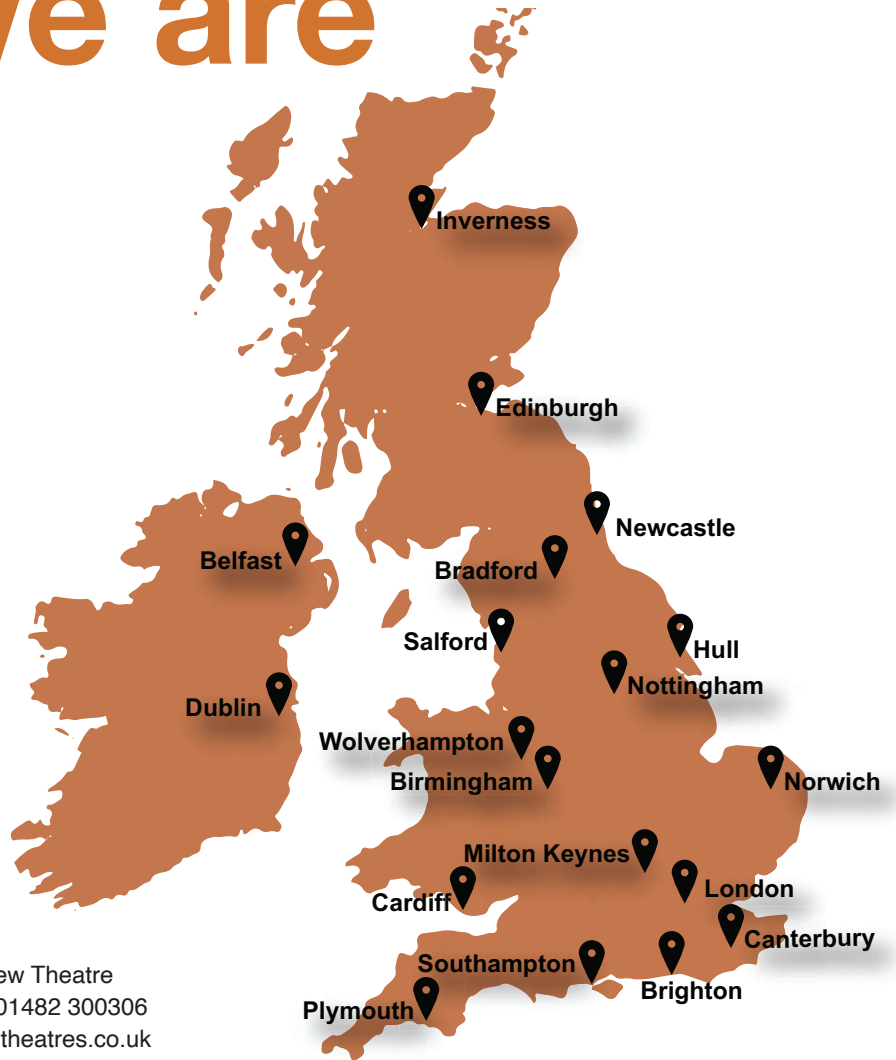 we are
Inverness
Edinburgh
Newcastle
Belfast
Bradford
Salford
Hull
Nottingham
Dublin
Wolverhampton
Birmingham
Norwich
Milton Keynes
London
Cardiff
Canterbury
Southampton
Brighton
Plymouth
ew Theatre
01482 300306
theatres.co.uk